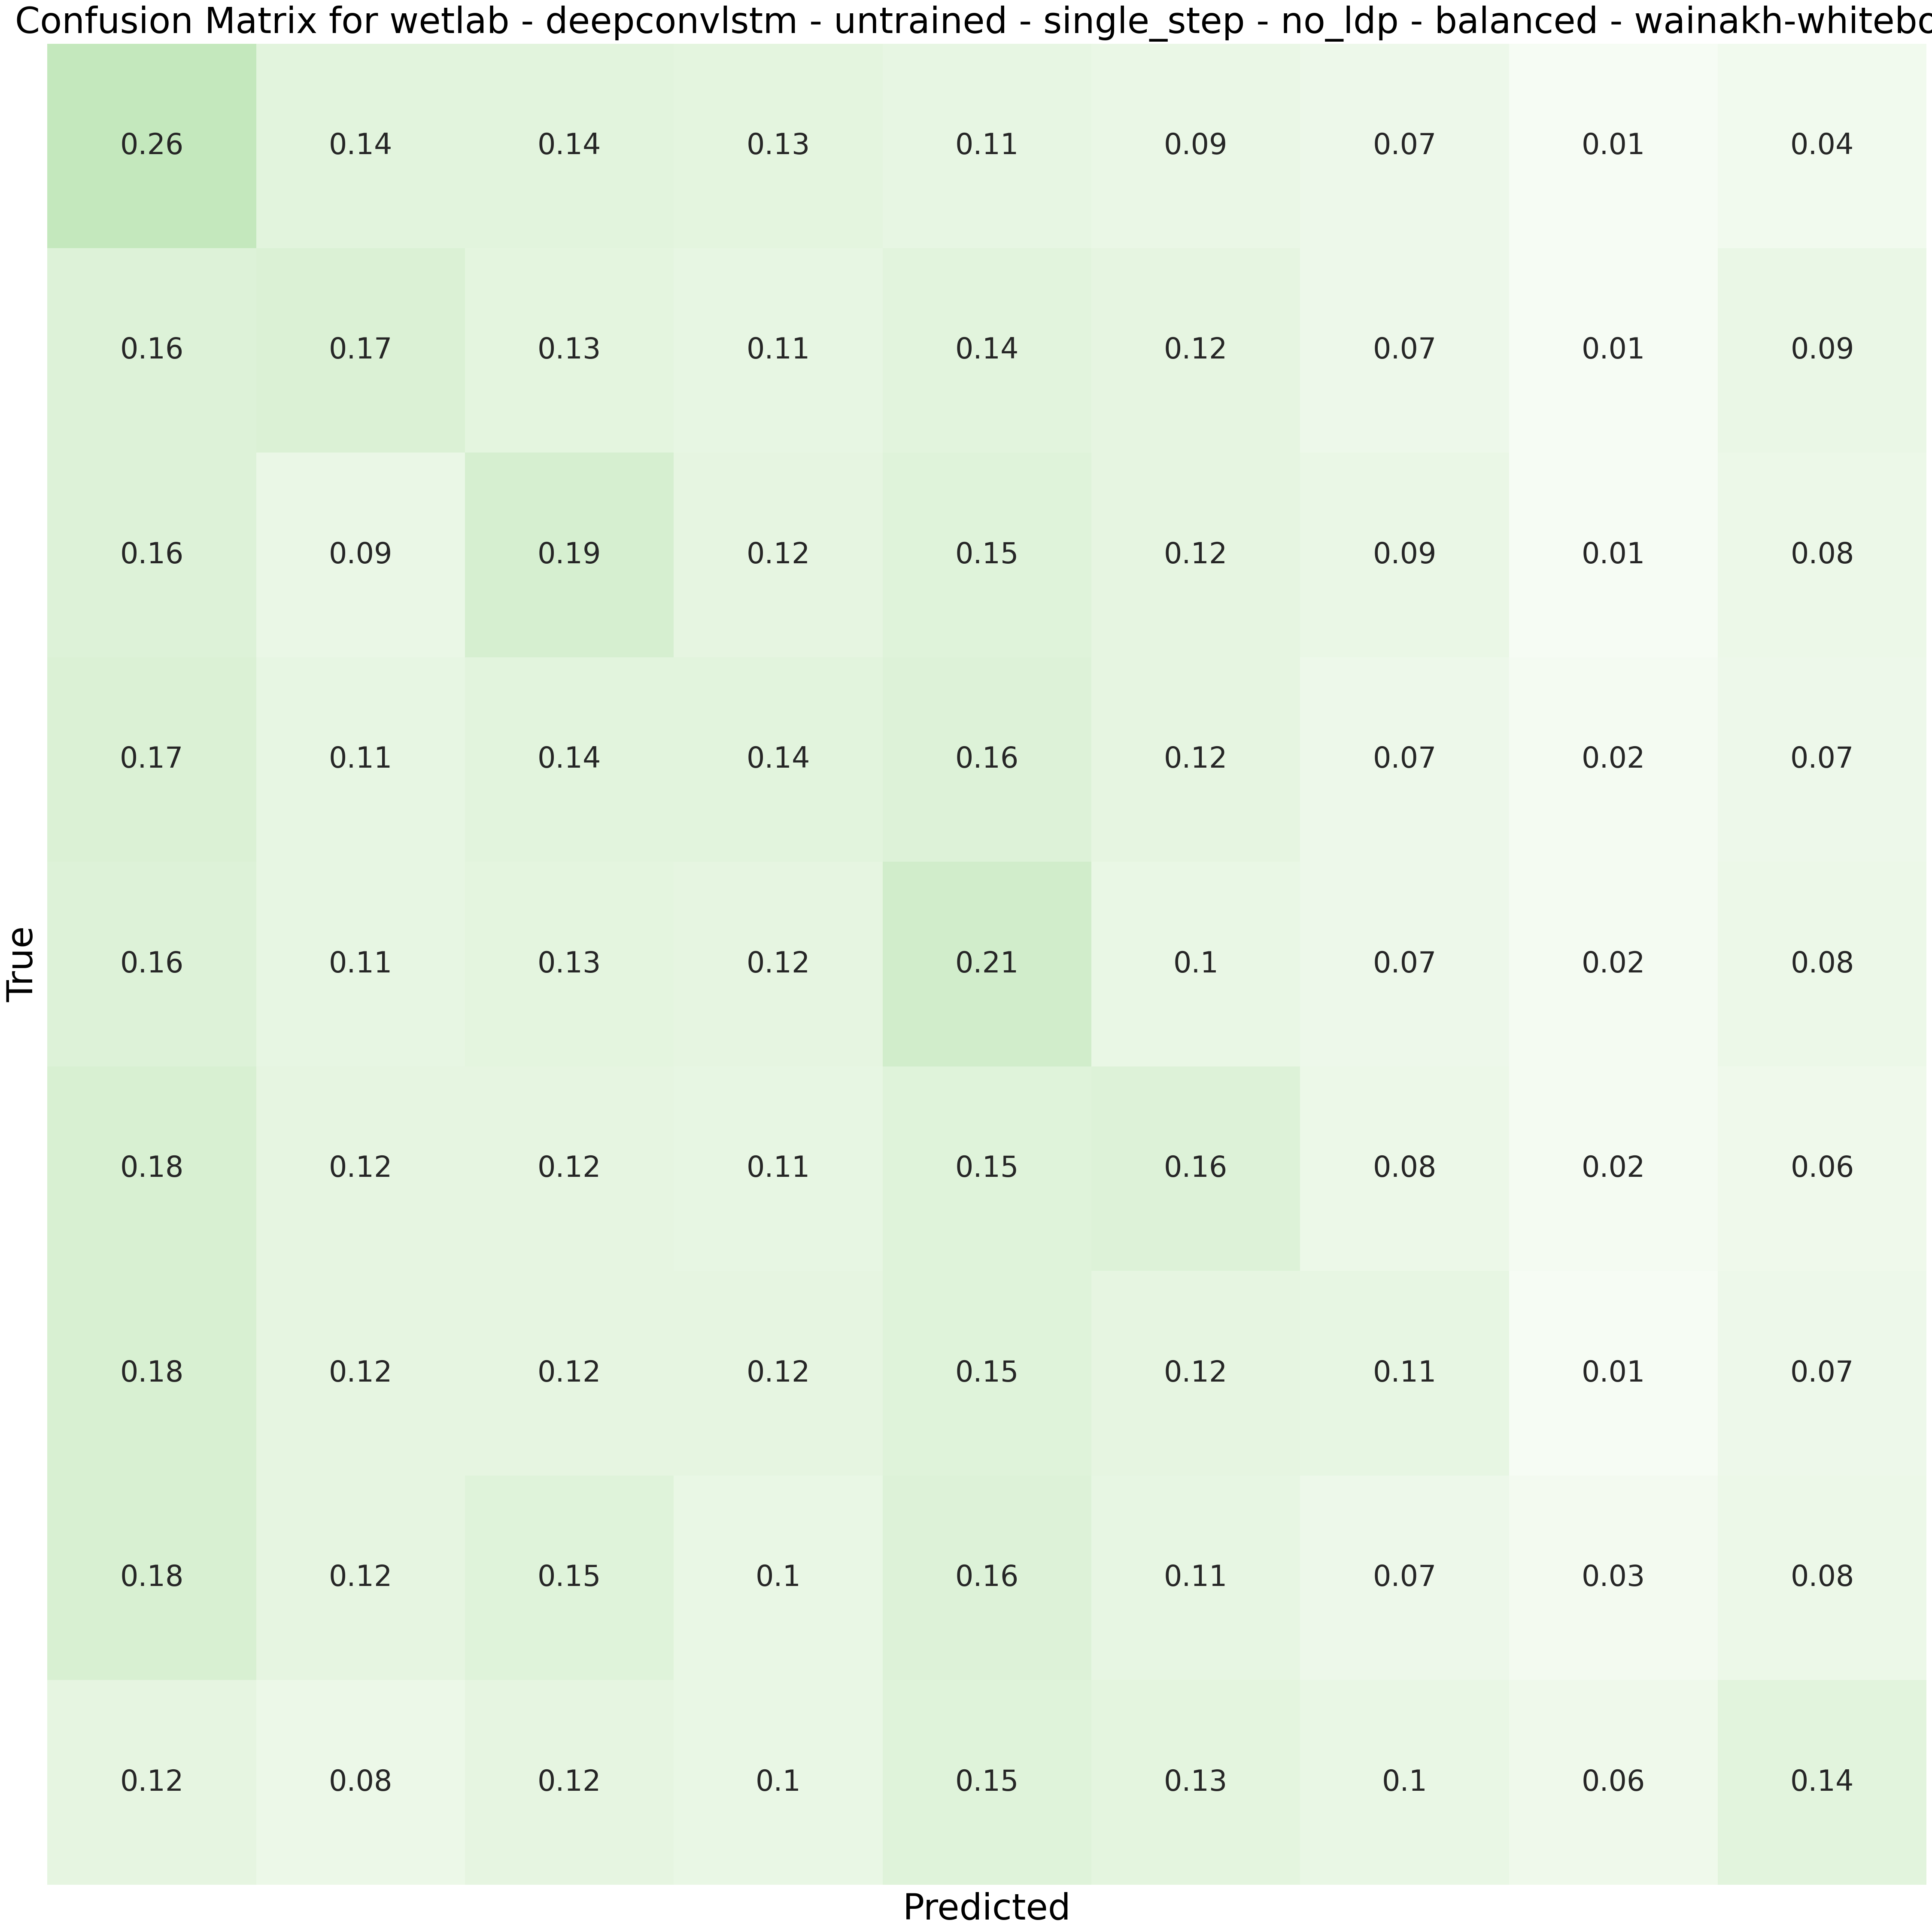 Confusion Matrix for wetlab - deepconvlstm - untrained - single_step - no_ldp - balanced -
0.26 0.14 0.14 0.13 0.11 0.09 0.07 0.01 0.04
0.16 0.17 0.13 0.11 0.14 0.12 0.07 0.01 0.09
0.16 0.09 0.19 0.12 0.15 0.12 0.09 0.01 0.08
0.17 0.11 0.14 0.14 0.16 0.12 0.07 0.02 0.07
True
0.16 0.11 0.13 0.12 0.21 0.1 0.07 0.02 0.08
0.18 0.12 0.12 0.11 0.15 0.16 0.08 0.02 0.06
0.18 0.12 0.12 0.12 0.15 0.12 0.11 0.01 0.07
0.18 0.12 0.15 0.1 0.16 0.11 0.07 0.03 0.08
0.12 0.08 0.12 0.1 0.15 0.13 0.1 0.06 0.14
Predicted